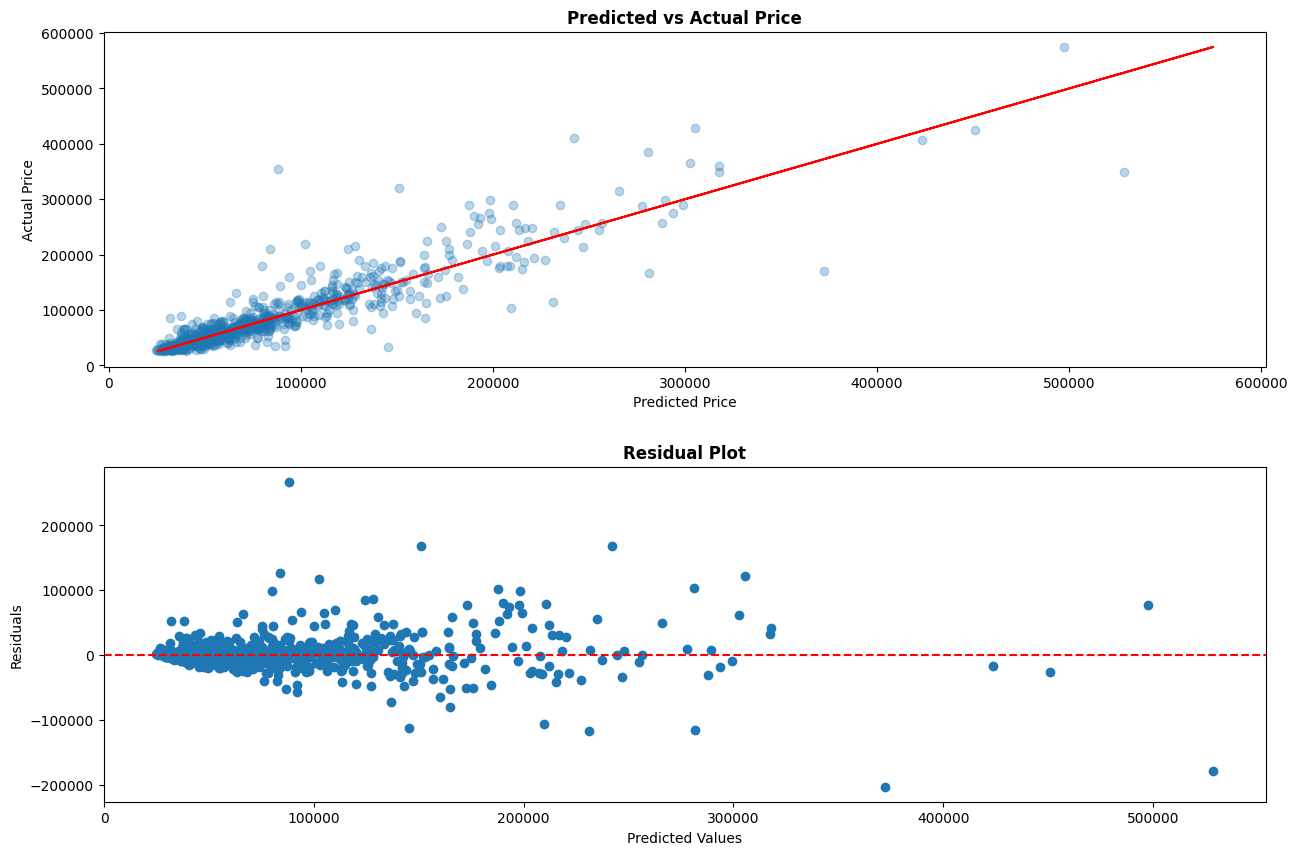 Predicted vs Actual Price
600000
500000
400000
300000
200000
100000
0
Actual Price
0 100000 200000 300000 400000 500000 600000
Predicted Price
Residual Plot
200000
100000
0
−100000
−200000
Residuals
0 100000 200000 300000 400000 500000
Predicted Values